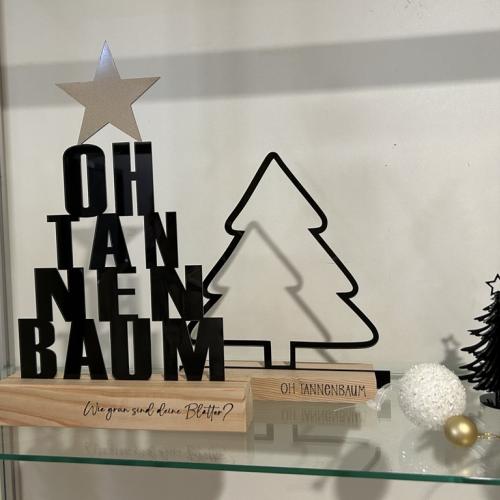 OH
TAN
NEN
BAUM
Wie grün sind deine Blätter?
OH TANNENBAUM